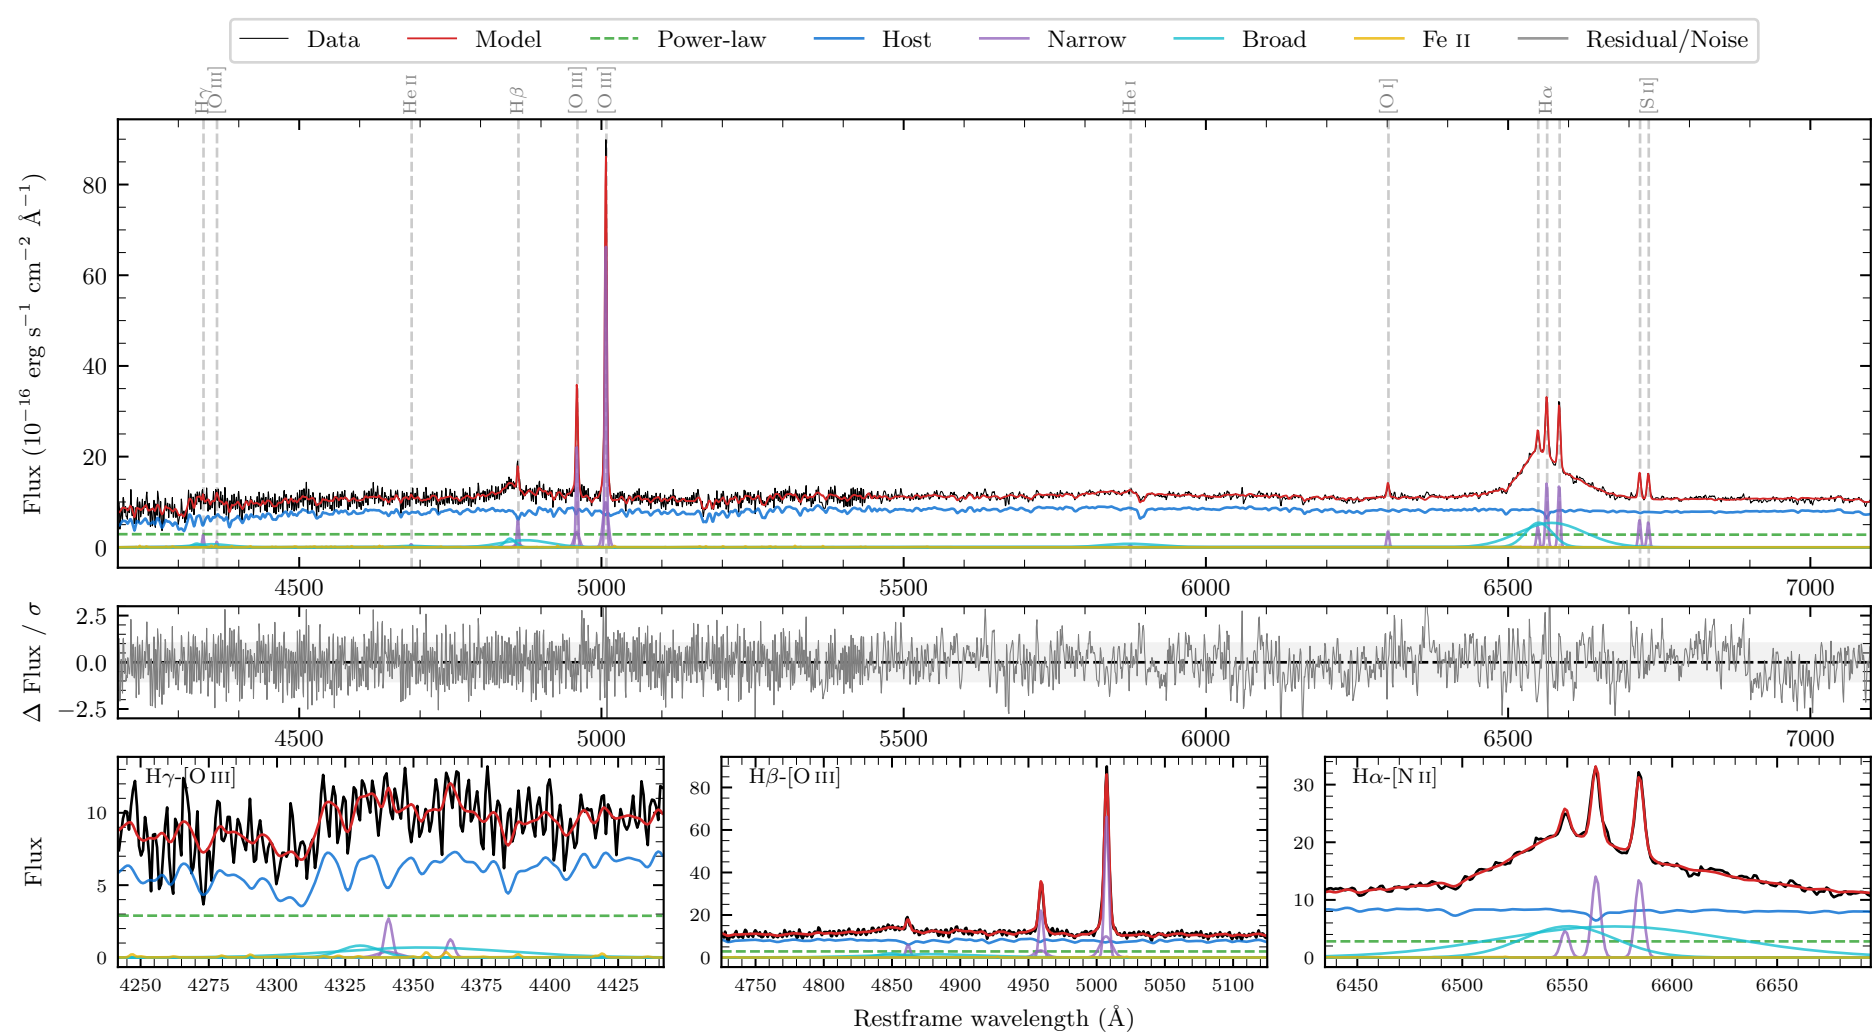 Data Model Power-law Host Narrow Broad Fe II Residual/Noise
Hγ [O III] He II Hβ [O III] [O III] He I [O I] Hα [S II]
Flux (10⁻¹⁶ erg s⁻¹ cm⁻² Å⁻¹)
80
60
40
20
0
4500 5000 5500 6000 6500 7000
Δ Flux / σ
2.5
0.0
−2.5
4500 5000 5500 6000 6500 7000
Flux
Hγ-[O III]
10
5
0
4250 4275 4300 4325 4350 4375 4400 4425
Hβ-[O III]
80
60
40
20
0
4750 4800 4850 4900 4950 5000 5050 5100
Hα-[N II]
30
20
10
0
6450 6500 6550 6600 6650
Restframe wavelength (Å)